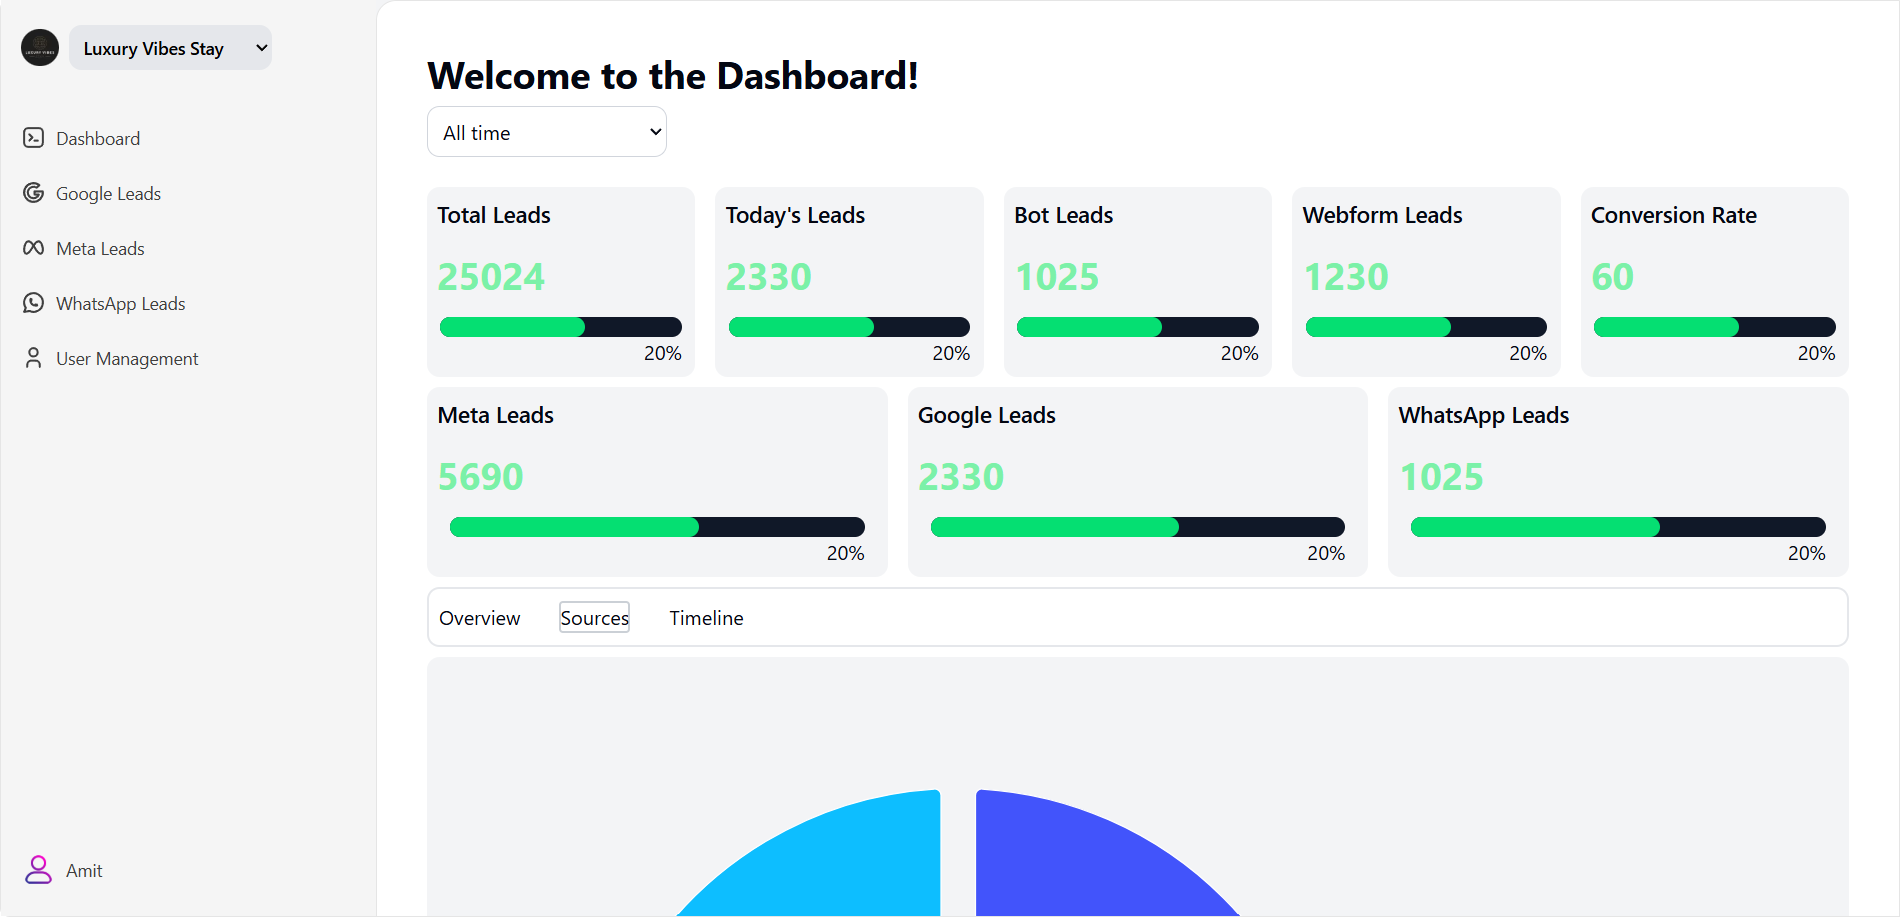 LUXURY VIBES
Luxury Vibes Stay
Dashboard
Google Leads
Meta Leads
WhatsApp Leads
User Management
Amit
Welcome to the Dashboard!
All time
Total Leads
25024
20%
Today's Leads
2330
20%
Bot Leads
1025
20%
Webform Leads
1230
20%
Conversion Rate
60
20%
Meta Leads
5690
20%
Google Leads
2330
20%
WhatsApp Leads
1025
20%
Overview Sources Timeline